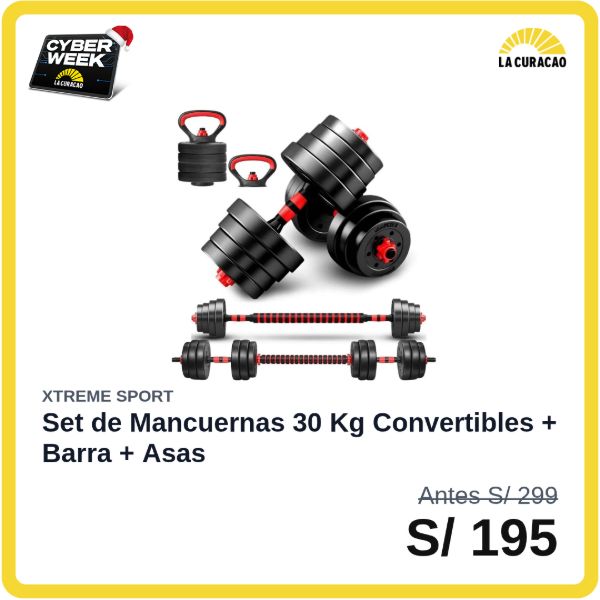 CYBER
WEEK
LA CURACAO
LA CURACAO
XTREME SPORT
Set de Mancuernas 30 Kg Convertibles +
Barra + Asas
Antes S/ 299
S/ 195